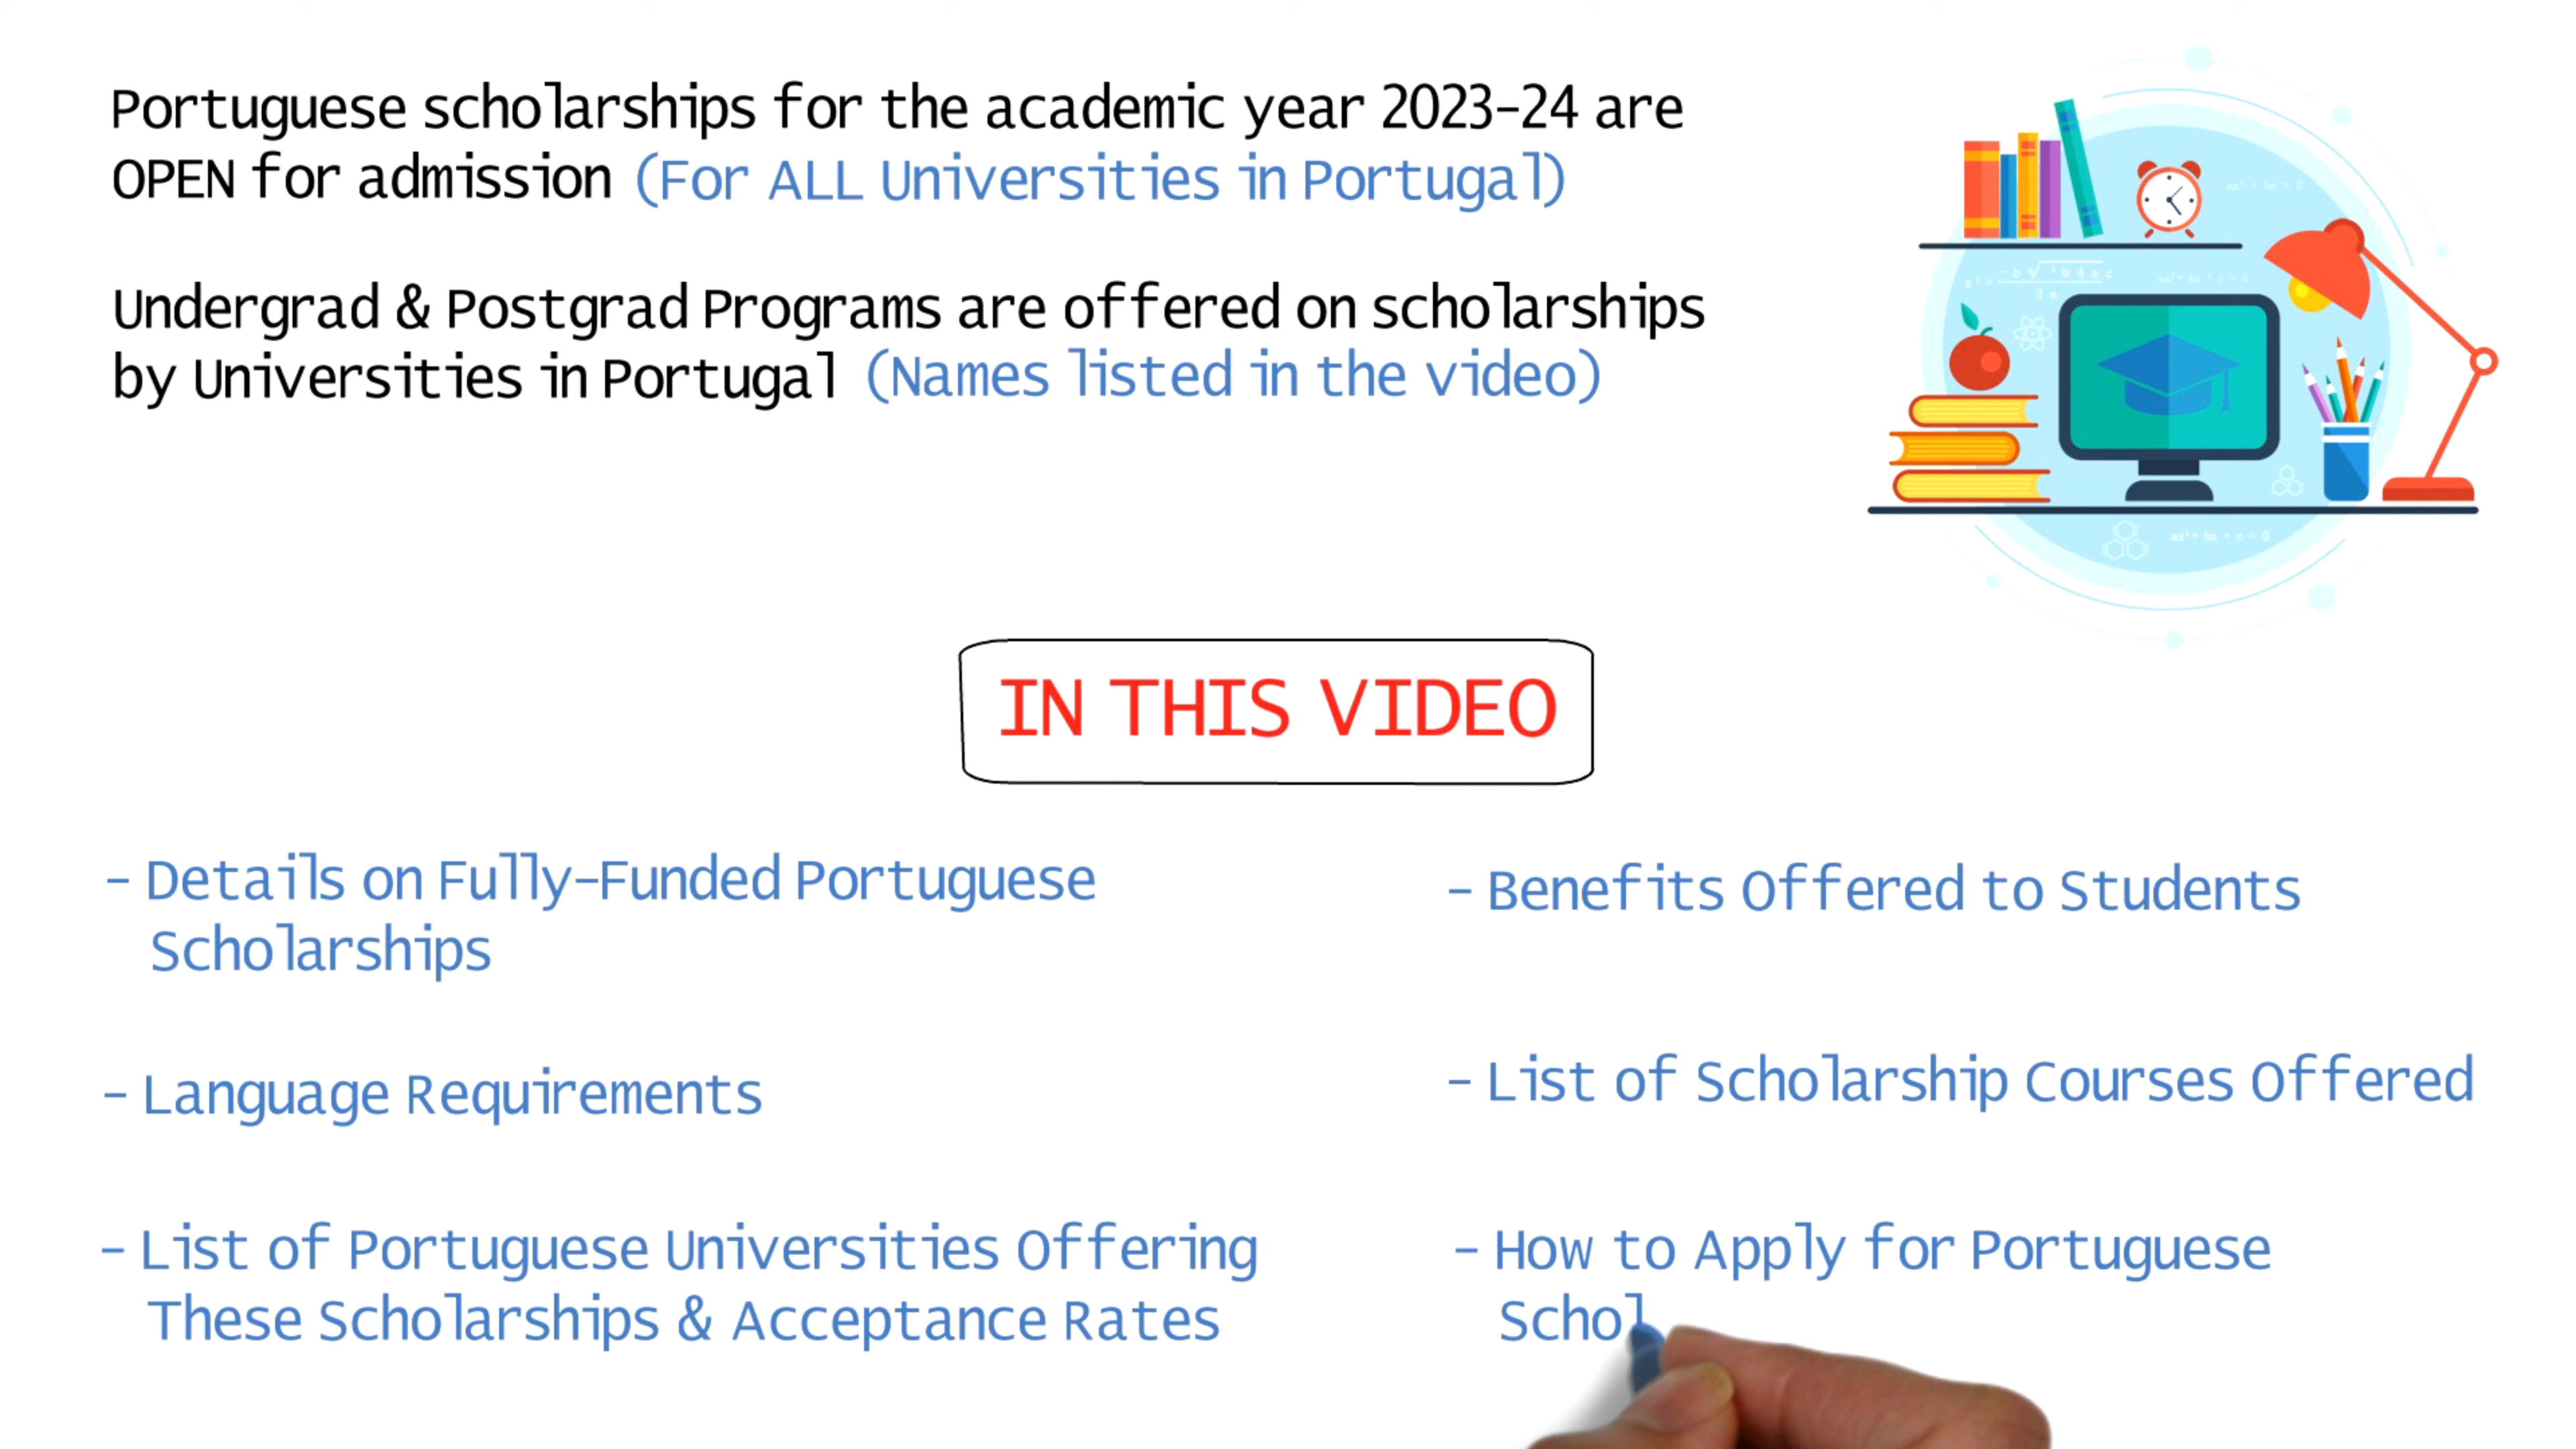 Portuguese scholarships for the academic year 2023-24 are
OPEN for admission (For ALL Universities in Portugal)
Undergrad & Postgrad Programs are offered on scholarships
by Universities in Portugal (Names listed in the video)
IN THIS VIDEO
- Details on Fully-Funded Portuguese
Scholarships
- Language Requirements
- List of Portuguese Universities Offering
These Scholarships & Acceptance Rates
- Benefits Offered to Students
- List of Scholarship Courses Offered
- How to Apply for Portuguese
Schol